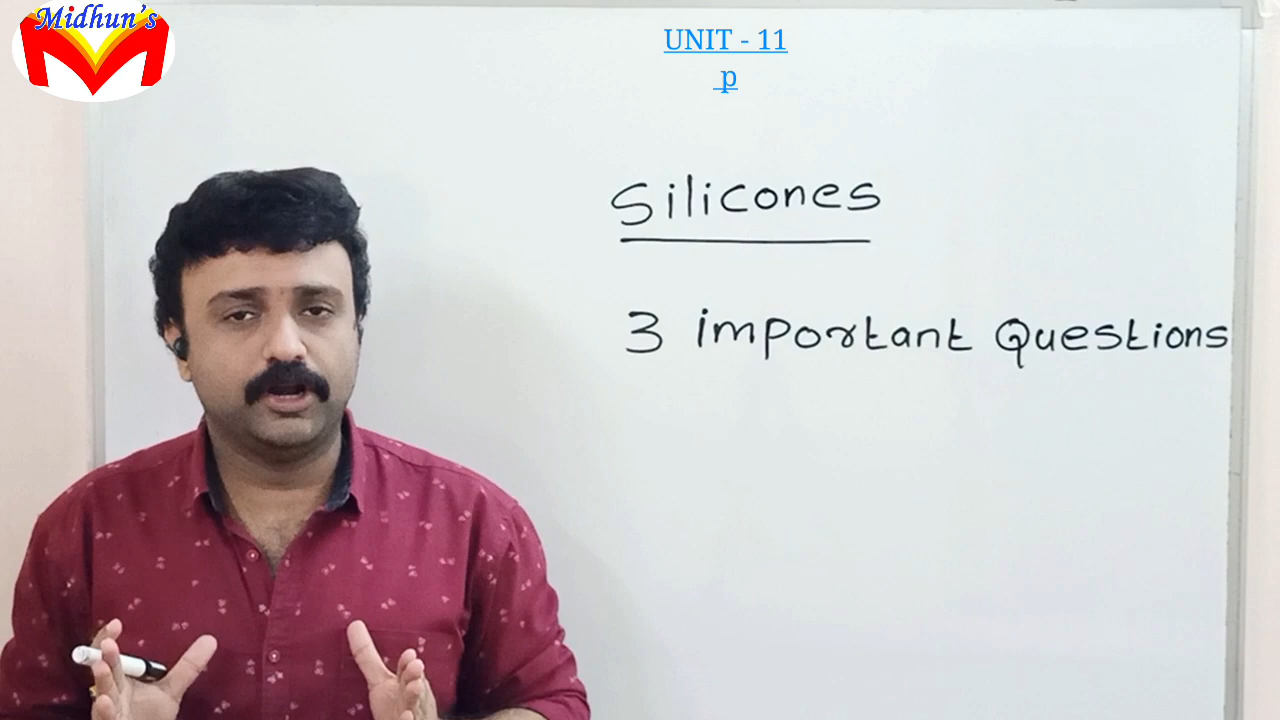 Midhun's
UNIT - 11
p
Silicones
3 important Questions